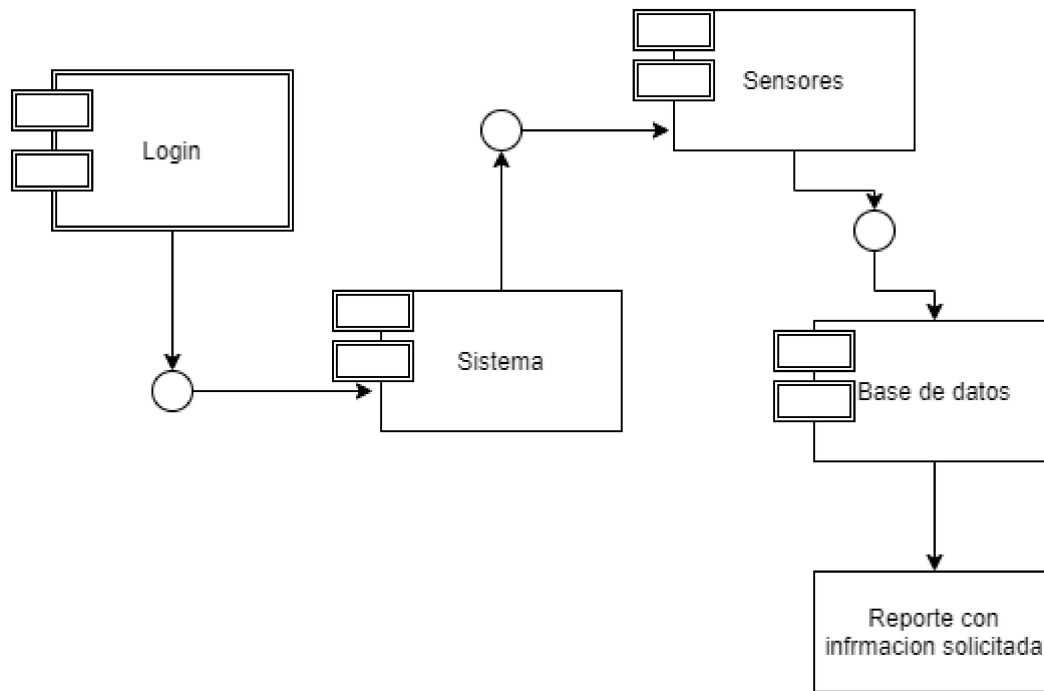 Login
Sistema
Sensores
Base de datos
Reporte con
infrmacion solicitada